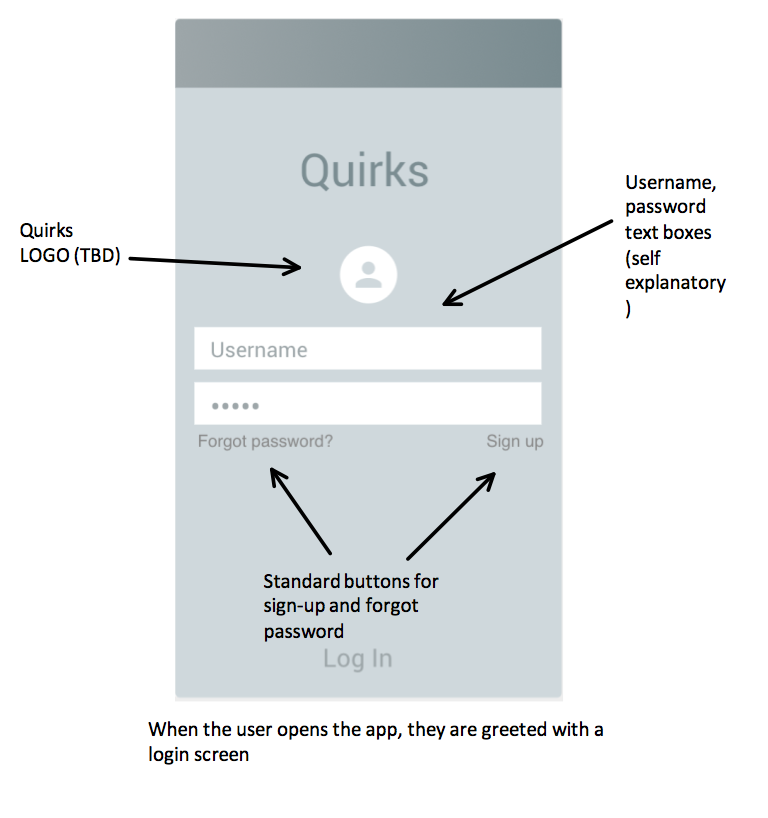 Quirks
Username,
password
text boxes
(self
explanatory
)
Quirks
LOGO (TBD)
Username
•••••
Forgot password?
Sign up
Standard buttons for
sign-up and forgot
password
Log In
When the user opens the app, they are greeted with a
login screen